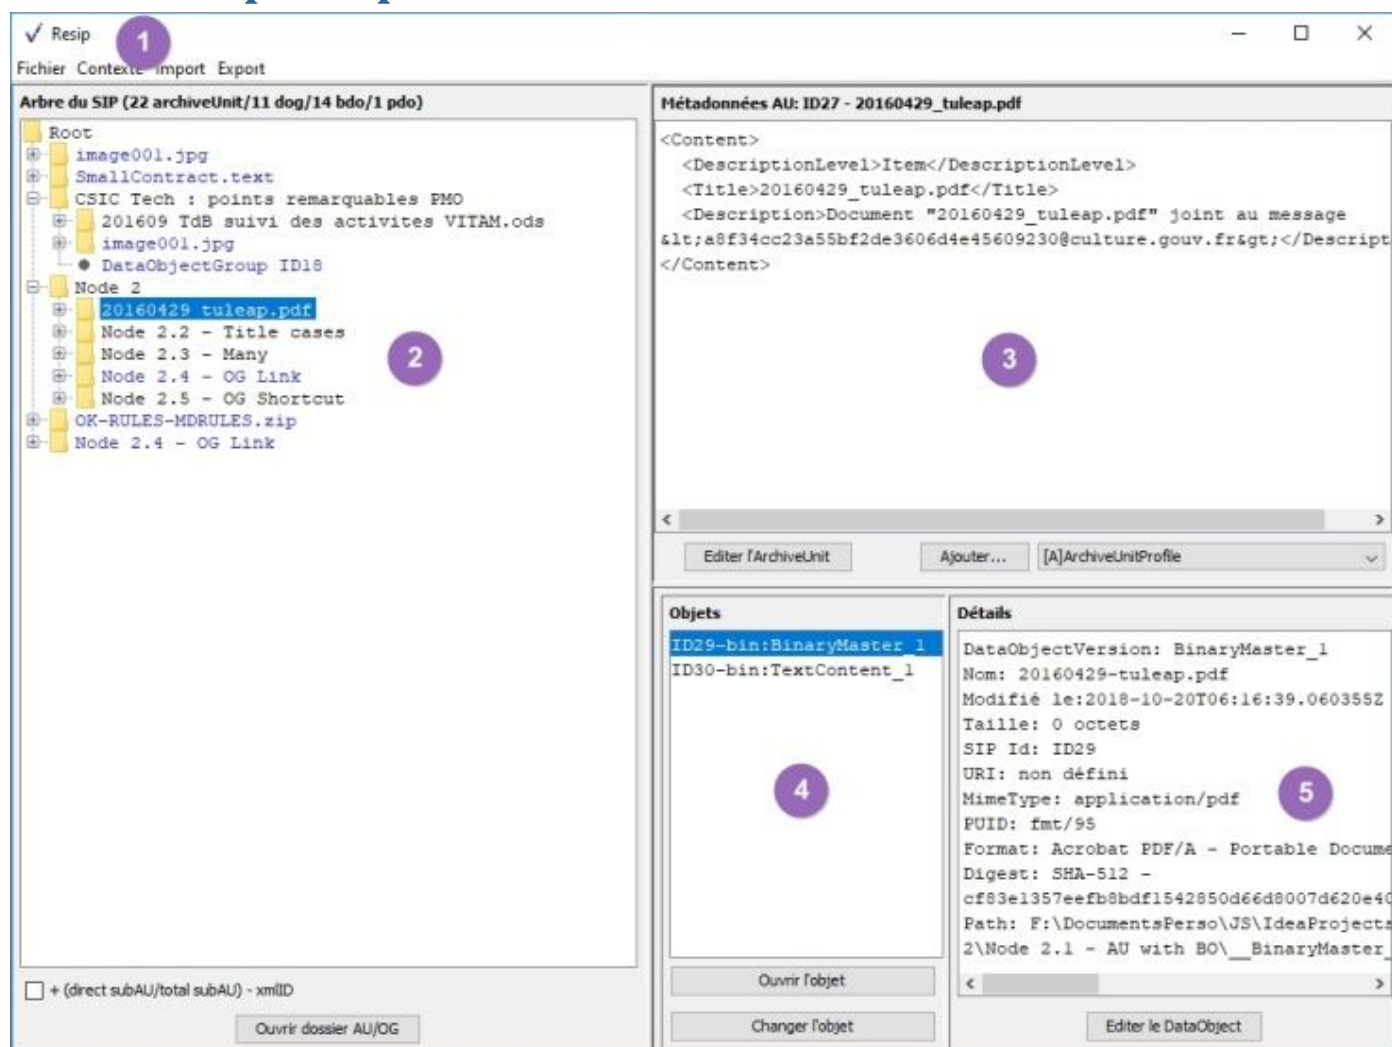 Resip
1
Fichier Contexte Import Export
Arbre du SIP (22 archiveUnit/11 dog/14 bdo/1 pdo)
Root
image001.jpg
SmallContract.text
CSIC Tech : points remarquables PMO
201609 TdB suivi des activites VITAM.ods
image001.jpg
DataObjectGroup ID18
Node 2
20160429_tuleap.pdf
Node 2.2 - Title cases
Node 2.3 - Many
Node 2.4 - OG Link
Node 2.5 - OG Shortcut
OK-RULES-MDRULES.zip
Node 2.4 - OG Link
2
+ (direct subAU/total subAU) - xmlID
Ouvrir dossier AU/OG
Métadonnées AU: ID27 - 20160429_tuleap.pdf
<Content>
<DescriptionLevel>Item</DescriptionLevel>
<Title>20160429_tuleap.pdf</Title>
<Description>Document "20160429_tuleap.pdf" joint au message
&lt;a8f34cc23a55bf2de3606d4e45609230@culture.gouv.fr&gt;</Descript
</Content>
3
Editer l'ArchiveUnit
Ajouter...
[A]ArchiveUnitProfile
Objets
ID29-bin:BinaryMaster_1
ID30-bin:TextContent_1
4
Ouvrir l'objet
Changer l'objet
Détails
DataObjectVersion: BinaryMaster_1
Nom: 20160429-tuleap.pdf
Modifié le:2018-10-20T06:16:39.060355Z
Taille: 0 octets
SIP Id: ID29
URI: non défini
MimeType: application/pdf
5
PUID: fmt/95
Format: Acrobat PDF/A - Portable Docume
Digest: SHA-512 -
cf83e1357eefb8bdf1542850d66d8007d620e40
Path: F:\DocumentsPerso\JS\IdeaProjects
2\Node 2.1 - AU with BO\__BinaryMaster_
Editer le DataObject